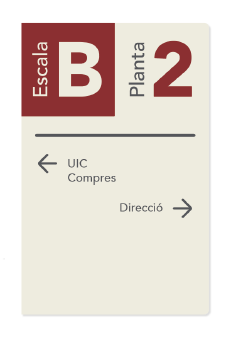 Escala B
Planta 2
UIC
Compres
Direcció